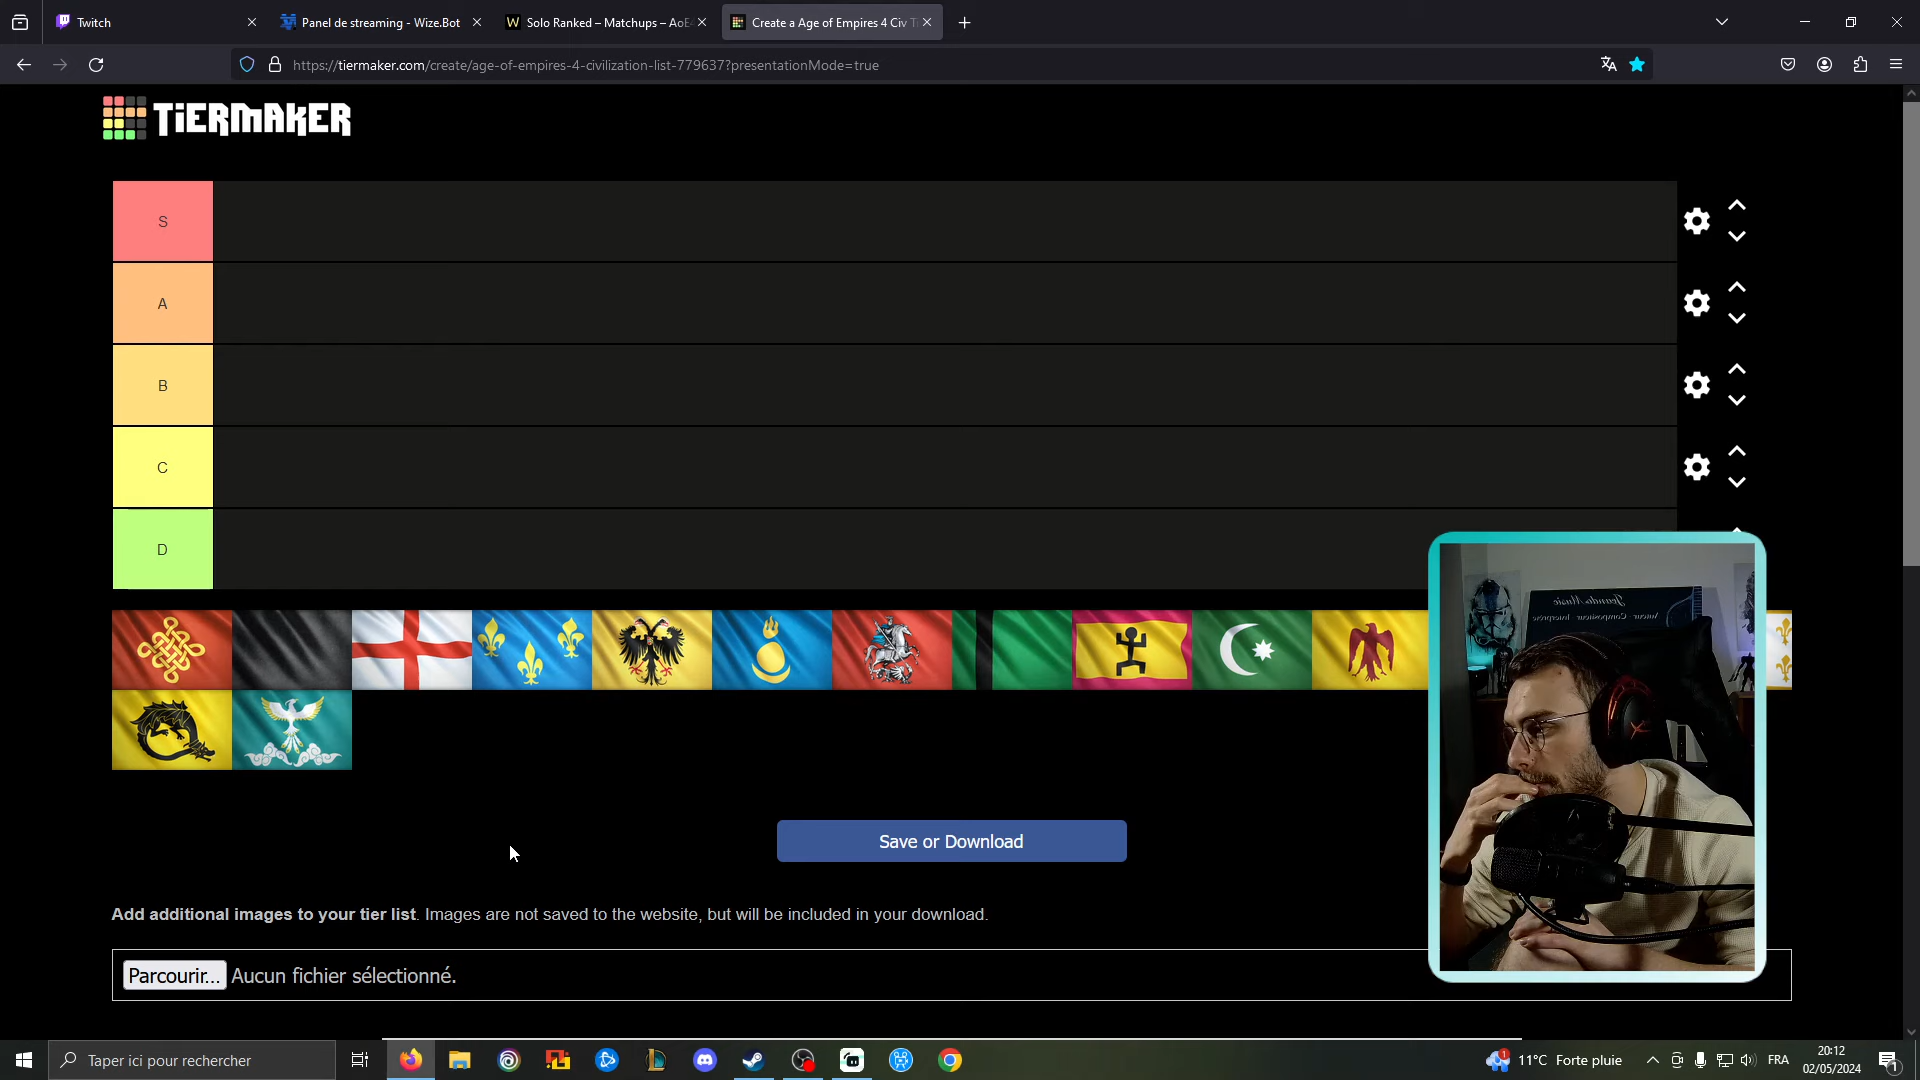 Twitch
Panel de streaming - Wize.Bot
Solo Ranked – Matchups – AoE4
Create a Age of Empires 4 Civ T
https://tiermaker.com/create/age-of-empires-4-civilization-list-779637?presentationMode=true
TiERMAKER
S
A
B
C
D
Save or Download
Add additional images to your tier list. Images are not saved to the website, but will be included in your download.
Parcourir... Aucun fichier sélectionné.
Taper ici pour rechercher
11°C Forte pluie
FRA
20:12
02/05/2024